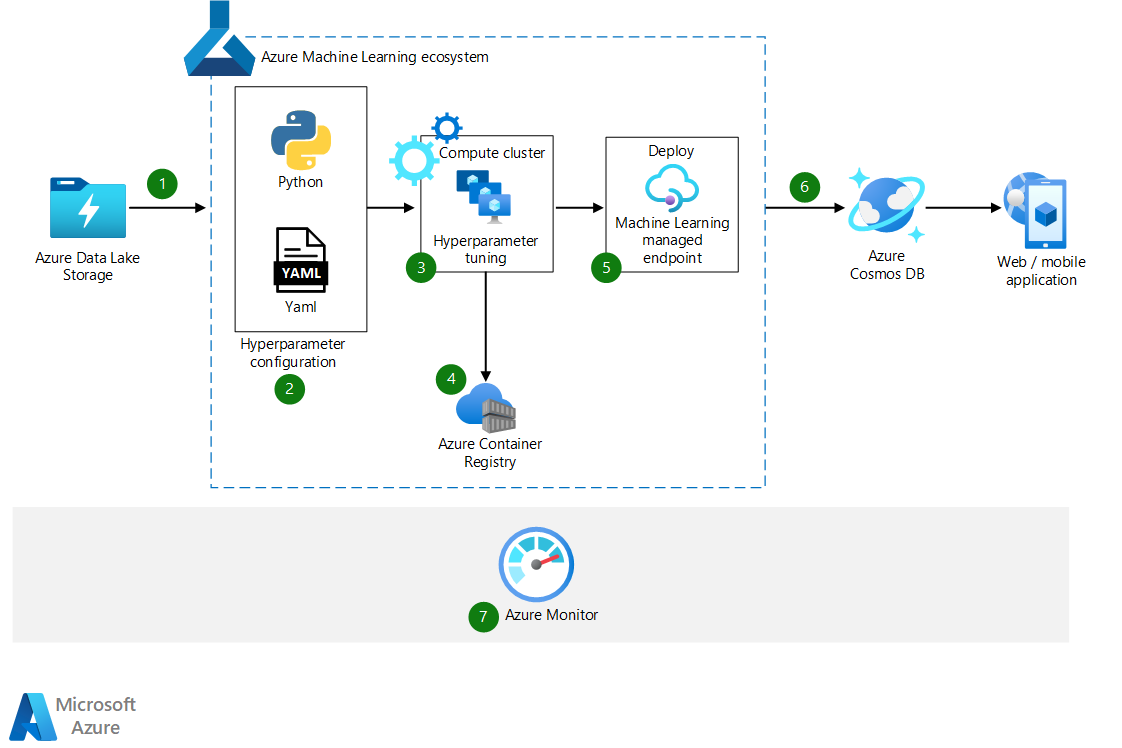 Azure Machine Learning ecosystem
Python
YAML
Yaml
Hyperparameter
configuration
2
1
Azure Data Lake
Storage
Compute cluster
Hyperparameter
tuning
3
4
Azure Container
Registry
Deploy
Machine Learning
managed
endpoint
5
6
Azure
Cosmos DB
Web / mobile
application
7
Azure Monitor
Microsoft
Azure